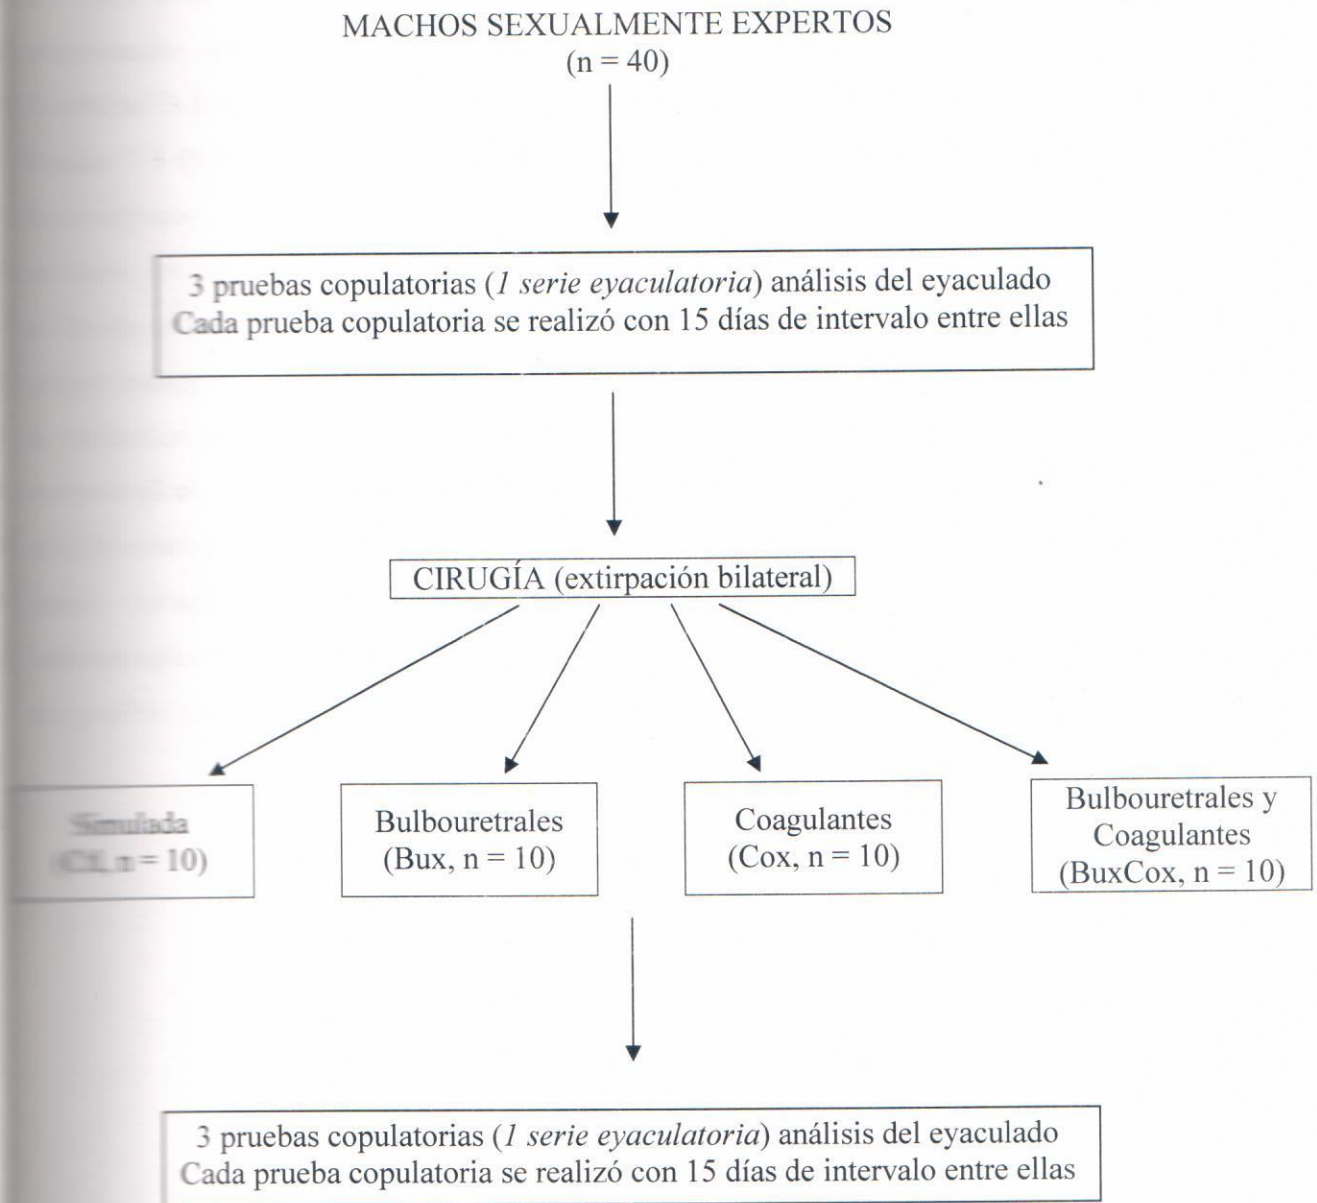 MACHOS SEXUALMENTE EXPERTOS
(n = 40)
3 pruebas copulatorias (1 serie eyaculatoria) análisis del eyaculado
Cada prueba copulatoria se realizó con 15 días de intervalo entre ellas
CIRUGÍA (extirpación bilateral)
Simulada
n = 10)
Bulbouretrales
(Bux, n = 10)
Coagulantes
(Cox, n = 10)
Bulbouretrales y
Coagulantes
(BuxCox, n = 10)
3 pruebas copulatorias (1 serie eyaculatoria) análisis del eyaculado
Cada prueba copulatoria se realizó con 15 días de intervalo entre ellas